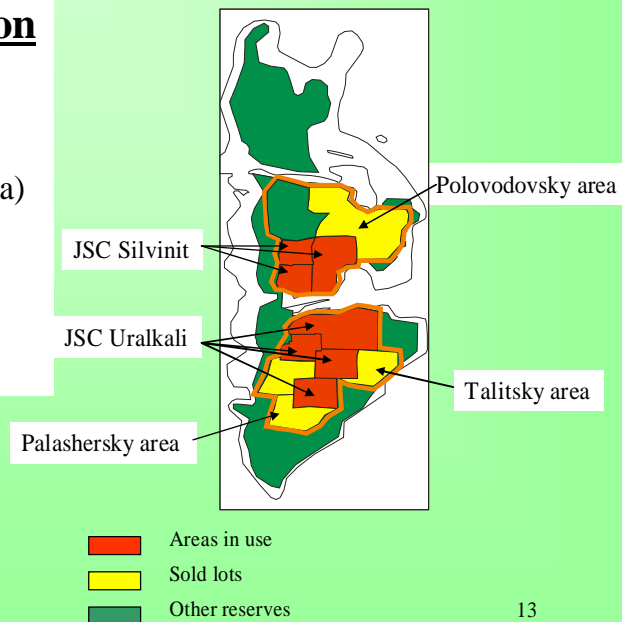 on
a)
Polovodovsky area
JSC Silvinit
JSC Uralkali
Talitsky area
Palashersky area
Areas in use
Sold lots
Other reserves
13